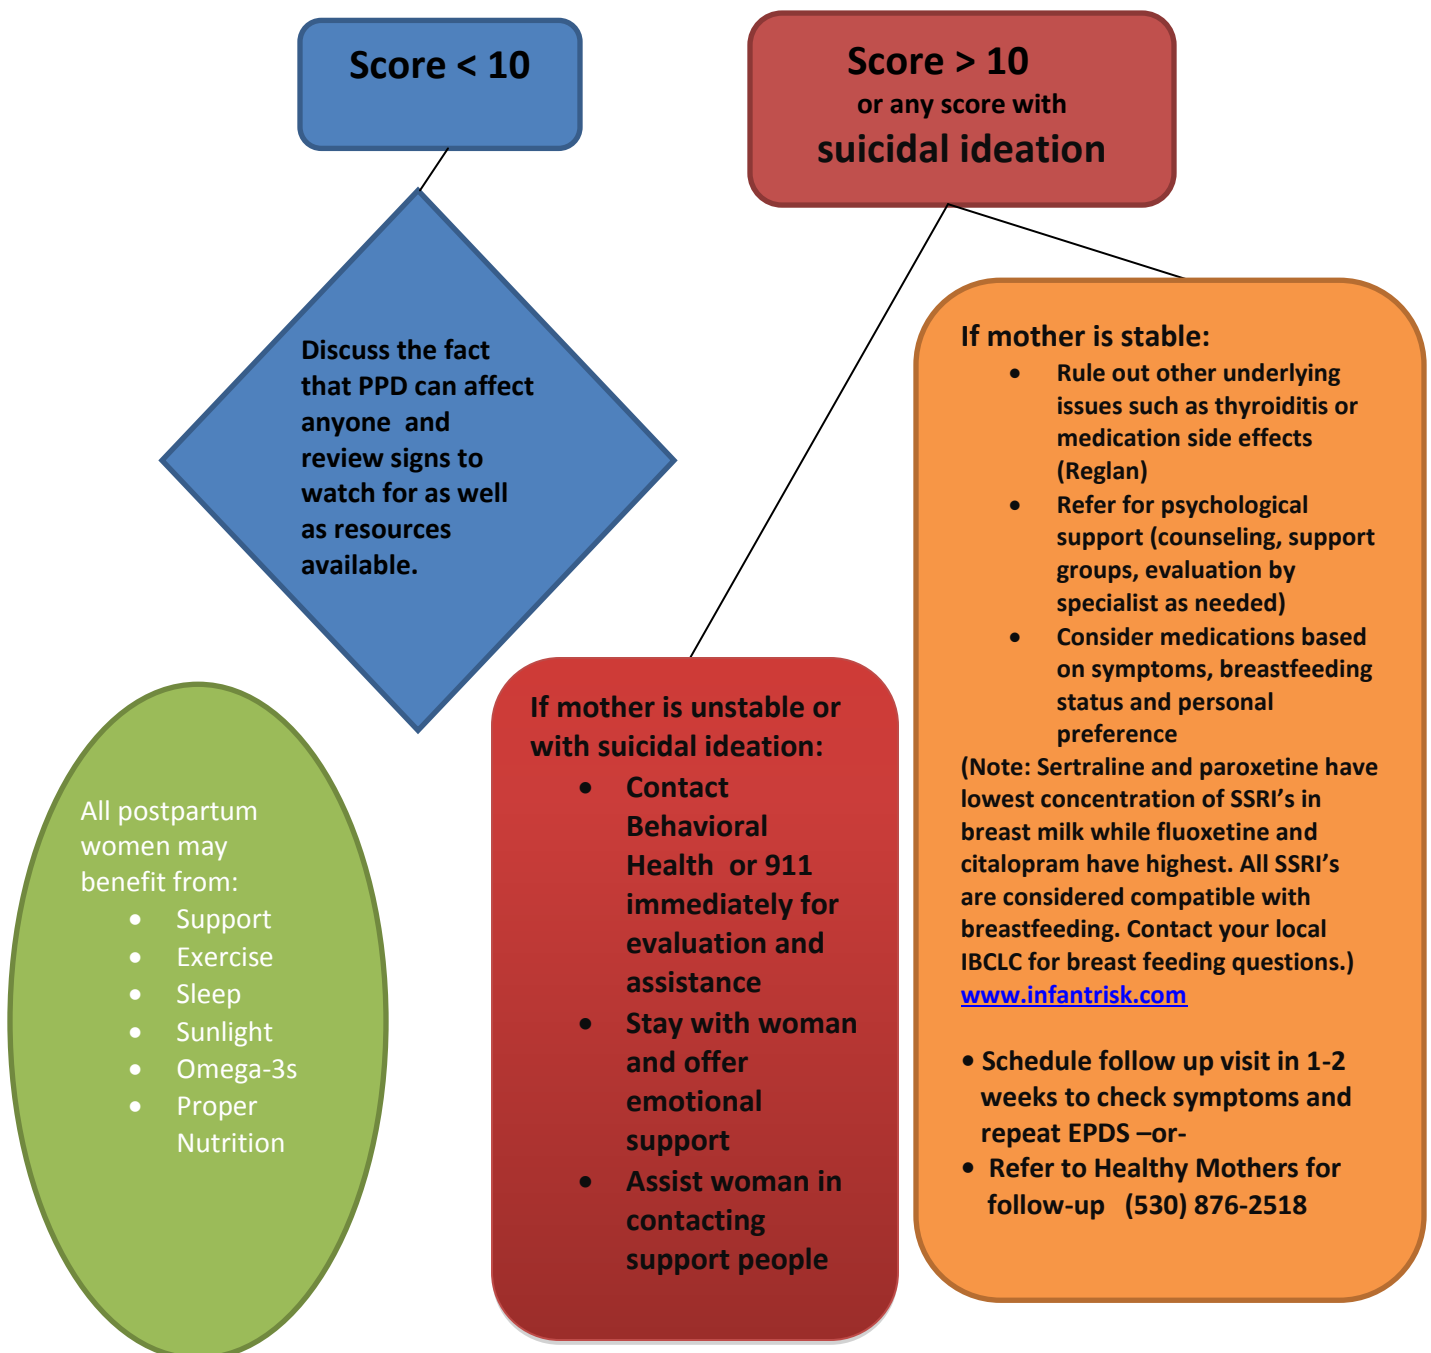 Score < 10
Score > 10
or any score with
suicidal ideation
Discuss the fact
that PPD can affect
anyone and
review signs to
watch for as well
as resources
available.
If mother is stable:
• Rule out other underlying
issues such as thyroiditis or
medication side effects
(Reglan)
• Refer for psychological
support (counseling, support
groups, evaluation by
specialist as needed)
• Consider medications based
on symptoms, breastfeeding
status and personal
preference
(Note: Sertraline and paroxetine have
lowest concentration of SSRI’s in
breast milk while fluoxetine and
citalopram have highest. All SSRI’s
are considered compatible with
breastfeeding. Contact your local
IBCLC for breast feeding questions.)
www.infantrisk.com
• Schedule follow up visit in 1-2
weeks to check symptoms and
repeat EPDS –or-
• Refer to Healthy Mothers for
follow-up (530) 876-2518
If mother is unstable or
with suicidal ideation:
• Contact
Behavioral
Health or 911
immediately for
evaluation and
assistance
• Stay with woman
and offer
emotional
support
• Assist woman in
contacting
support people
All postpartum
women may
benefit from:
• Support
• Exercise
• Sleep
• Sunlight
• Omega-3s
• Proper
Nutrition